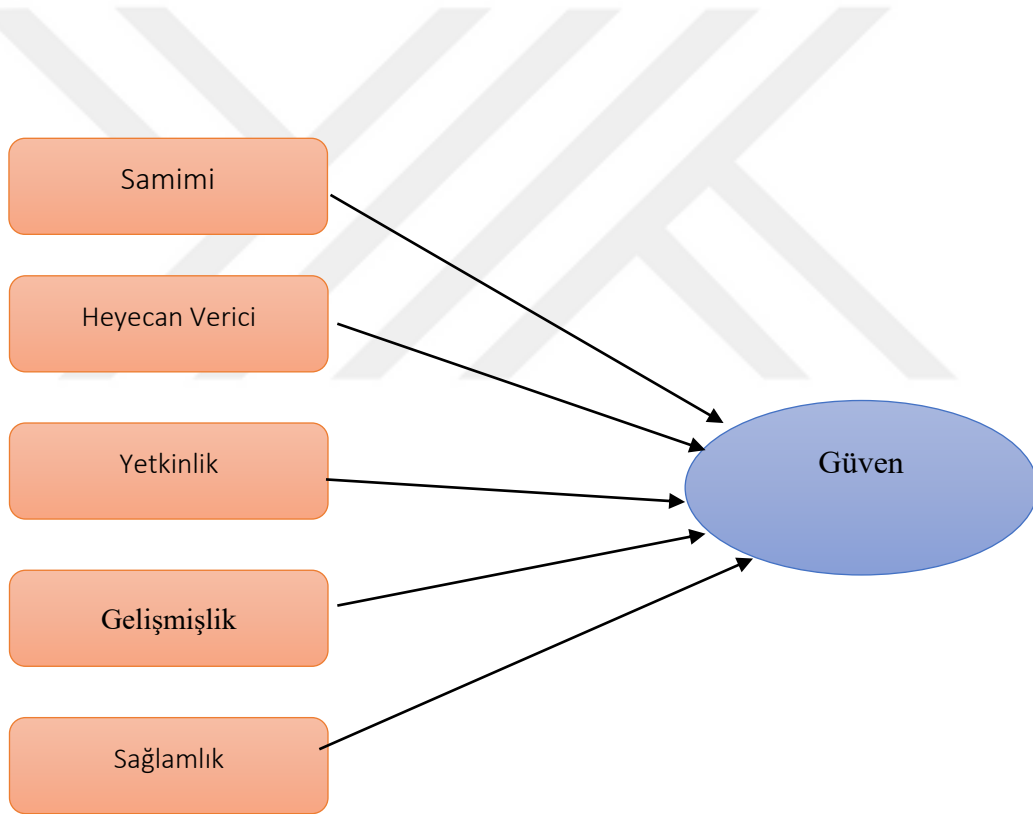 Samimi
Heyecan Verici
Yetkinlik
Güven
Gelişmişlik
Sağlamlık